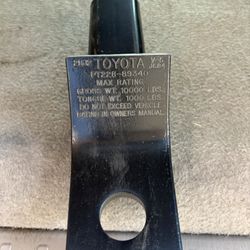 TOYOTA
PT228-89340
MAX RATING
GROSS WT. 10000 LBS.
TONGUE WT. 1000 LBS.
DO NOT EXCEED VEHICLE
RATING IN OWNERS MANUAL.